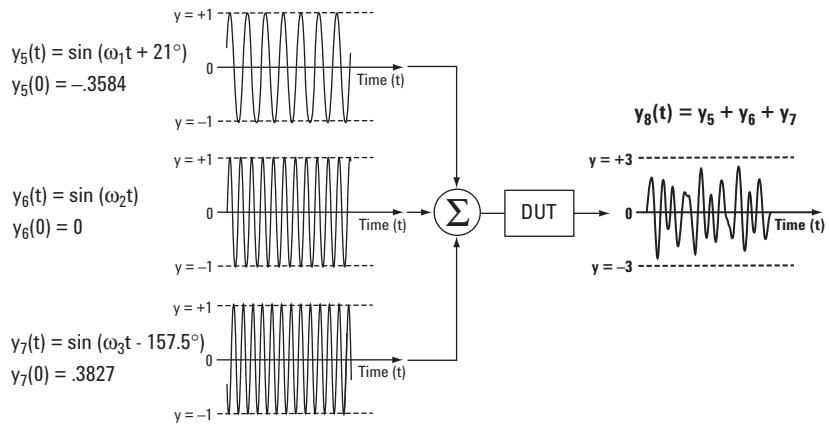 y = +1
y5(t) = sin (ω1t + 21°)
y5(0) = –.3584
0
Time (t)
y = –1
y = +1
y6(t) = sin (ω2t)
y6(0) = 0
0
Time (t)
y = –1
y = +1
y7(t) = sin (ω3t - 157.5°)
y7(0) = .3827
0
Time (t)
y = –1
Σ
DUT
y8(t) = y5 + y6 + y7
y = +3
0
Time (t)
y = –3